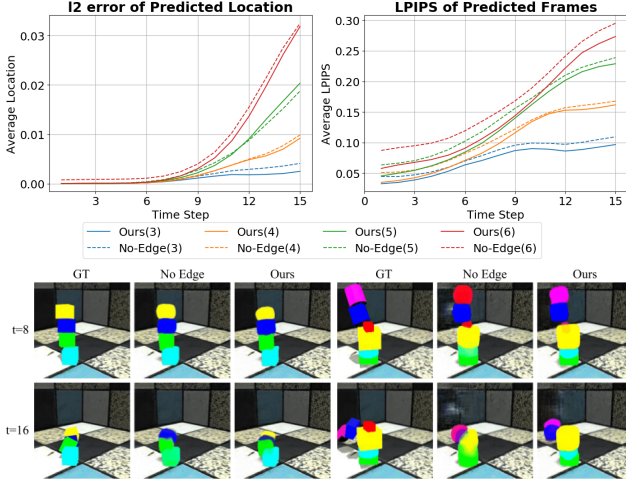 l2 error of Predicted Location
LPIPS of Predicted Frames
Average Location
0.03
0.02
0.01
0.00
3
6
9
12
15
Time Step
Average LPIPS
0.30
0.25
0.20
0.15
0.10
0.05
0
3
6
9
12
15
Time Step
Ours(3)
Ours(4)
Ours(5)
Ours(6)
No-Edge(3)
No-Edge(4)
No-Edge(5)
No-Edge(6)
GT
No Edge
Ours
GT
No Edge
Ours
t=8
t=16